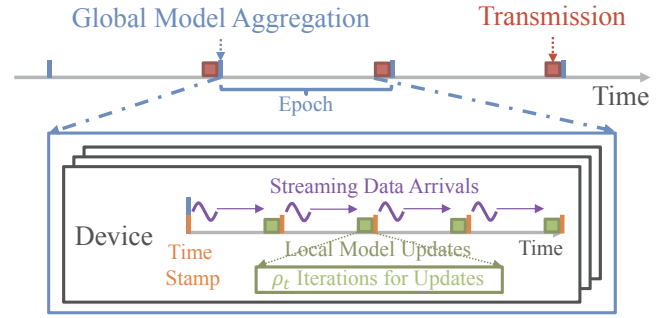 Global Model Aggregation
Transmission
Time
Epoch
Streaming Data Arrivals
Device
Time
Stamp
Local Model Updates
Time
ρt Iterations for Updates